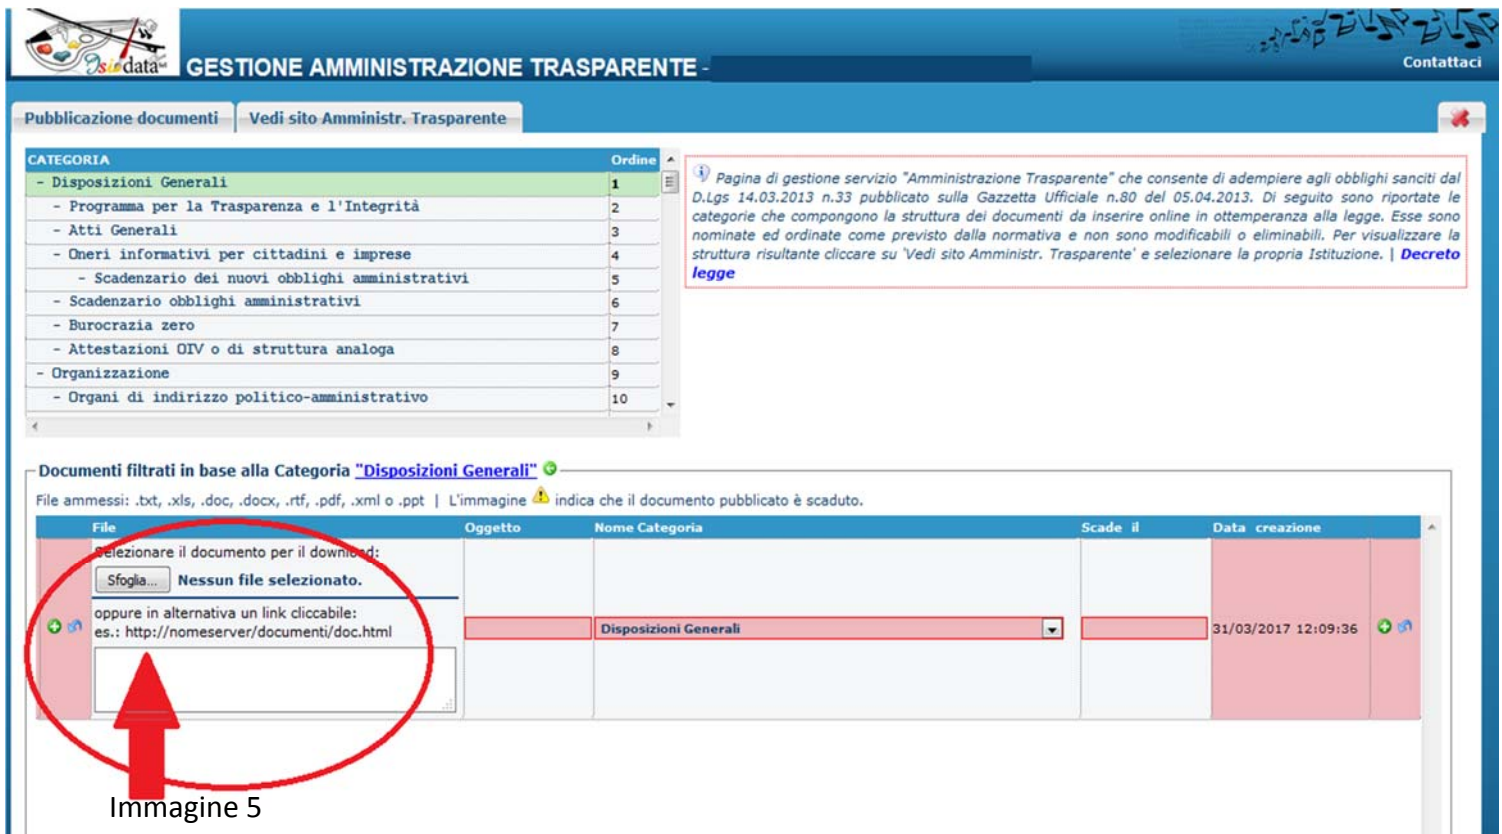 Isidata srl
GESTIONE AMMINISTRAZIONE TRASPARENTE -
Contattaci
Pubblicazione documenti
Vedi sito Amministr. Trasparente
CATEGORIA Ordine
- Disposizioni Generali 1
- Programma per la Trasparenza e l'Integrità 2
- Atti Generali 3
- Oneri informativi per cittadini e imprese 4
- Scadenzario dei nuovi obblighi amministrativi 5
- Scadenzario obblighi amministrativi 6
- Burocrazia zero 7
- Attestazioni OIV o di struttura analoga 8
- Organizzazione 9
- Organi di indirizzo politico-amministrativo 10
Pagina di gestione servizio "Amministrazione Trasparente" che consente di adempiere agli obblighi sanciti dal
D.Lgs 14.03.2013 n.33 pubblicato sulla Gazzetta Ufficiale n.80 del 05.04.2013. Di seguito sono riportate le
categorie che compongono la struttura dei documenti da inserire online in ottemperanza alla legge. Esse sono
nominate ed ordinate come previsto dalla normativa e non sono modificabili o eliminabili. Per visualizzare la
struttura risultante cliccare su 'Vedi sito Amministr. Trasparente' e selezionare la propria Istituzione. | Decreto
legge
Documenti filtrati in base alla Categoria "Disposizioni Generali"
File ammessi: .txt, .xls, .doc, .docx, .rtf, .pdf, .xml o .ppt | L'immagine indica che il documento pubblicato è scaduto.
File Oggetto Nome Categoria Scade il Data creazione
Selezionare il documento per il download:
Sfoglia... Nessun file selezionato.
oppure in alternativa un link cliccabile:
es.: http://nomeserver/documenti/doc.html
Disposizioni Generali
31/03/2017 12:09:36
Immagine 5